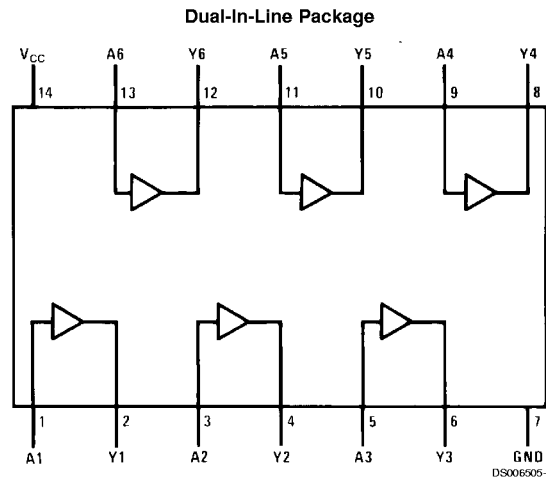 Dual-In-Line Package
VCC A6 Y6 A5 Y5 A4 Y4
14 13 12 11 10 9 8
1 2 3 4 5 6 7
A1 Y1 A2 Y2 A3 Y3 GND
DS006505-